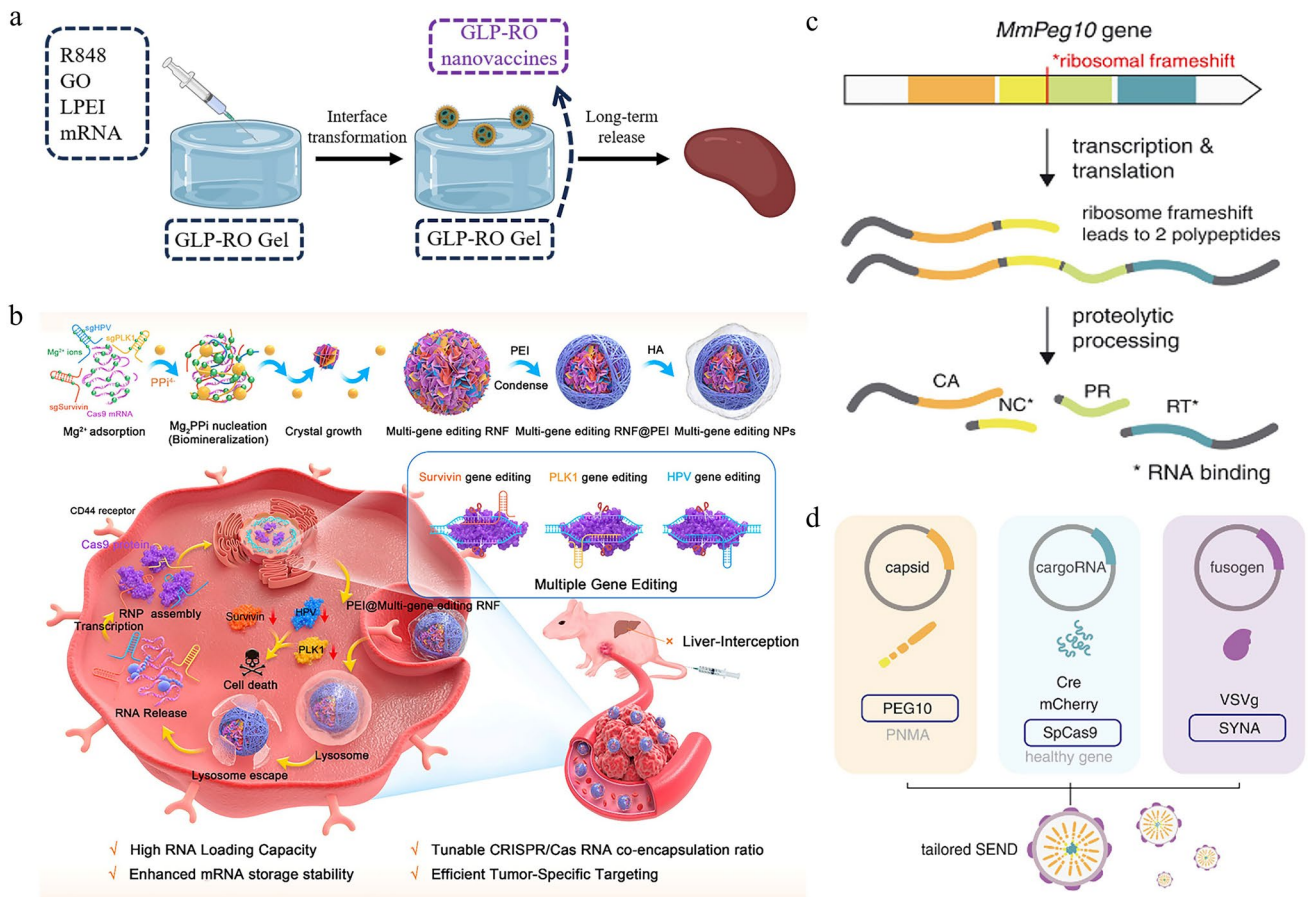 a
R848
GO
LPEI
mRNA
GLP-RO Gel
Interface
transformation
GLP-RO
nanovaccines
GLP-RO Gel
Long-term
release
b
sgHPV
sgPLK1
Mg²⁺ ions
PPi⁴⁻
sgSurvivin
Cas9 mRNA
Mg²⁺ adsorption
Mg₂PPi nucleation
(Biomineralization)
Crystal growth
Multi-gene editing RNF
PEI
Condense
Multi-gene editing RNF@PEI
HA
Multi-gene editing NPs
CD44 receptor
Cas9 protein
RNP assembly
Transcription
RNA Release
Survivin
HPV
PLK1
Cell death
Lysosome escape
Lysosome
PEI@Multi-gene editing RNF
Survivin gene editing
PLK1 gene editing
HPV gene editing
Multiple Gene Editing
× Liver-Interception
√ High RNA Loading Capacity
√ Tunable CRISPR/Cas RNA co-encapsulation ratio
√ Enhanced mRNA storage stability
√ Efficient Tumor-Specific Targeting
c
MmPeg10 gene
*ribosomal frameshift
transcription &
translation
ribosome frameshift
leads to 2 polypeptides
proteolytic
processing
CA
NC*
PR
RT*
* RNA binding
d
capsid
PEG10
PNMA
cargoRNA
Cre
mCherry
SpCas9
healthy gene
fusogen
VSVg
SYNA
tailored SEND